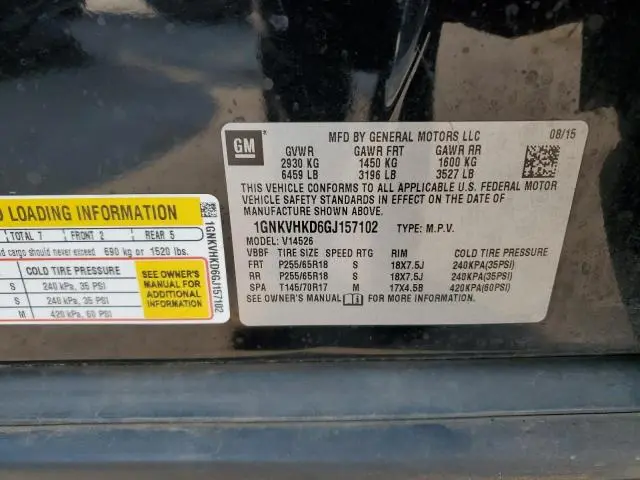 GM
MFD BY GENERAL MOTORS LLC 08/15
GVWR GAWR FRT GAWR RR
2930 KG 1450 KG 1600 KG
6459 LB 3196 LB 3527 LB
THIS VEHICLE CONFORMS TO ALL APPLICABLE U.S. FEDERAL MOTOR
VEHICLE SAFETY STANDARDS IN EFFECT ON THE DATE OF
MANUFACTURE SHOWN ABOVE.
1GNKVHKD6GJ157102 TYPE: M.P.V.
MODEL: V14526
VBBF TIRE SIZE SPEED RTG RIM COLD TIRE PRESSURE
FRT P255/65R18 S 18X7.5J 240KPA(35PSI)
RR P255/65R18 S 18X7.5J 240KPA(35PSI)
SPA T145/70R17 M 17X4.5B 420KPA(60PSI)
SEE OWNER'S MANUAL FOR MORE INFORMATION.
LOADING INFORMATION
TOTAL 7 FRONT 2 REAR 5
cargo should never exceed 690 kg or 1520 lbs.
COLD TIRE PRESSURE
S 240 kPa, 35 PSI
S 240 kPa, 35 PSI
M 420 kPa, 60 PSI
SEE OWNER'S
MANUAL FOR
ADDITIONAL
INFORMATION
1GNKVHKD6GJ157102